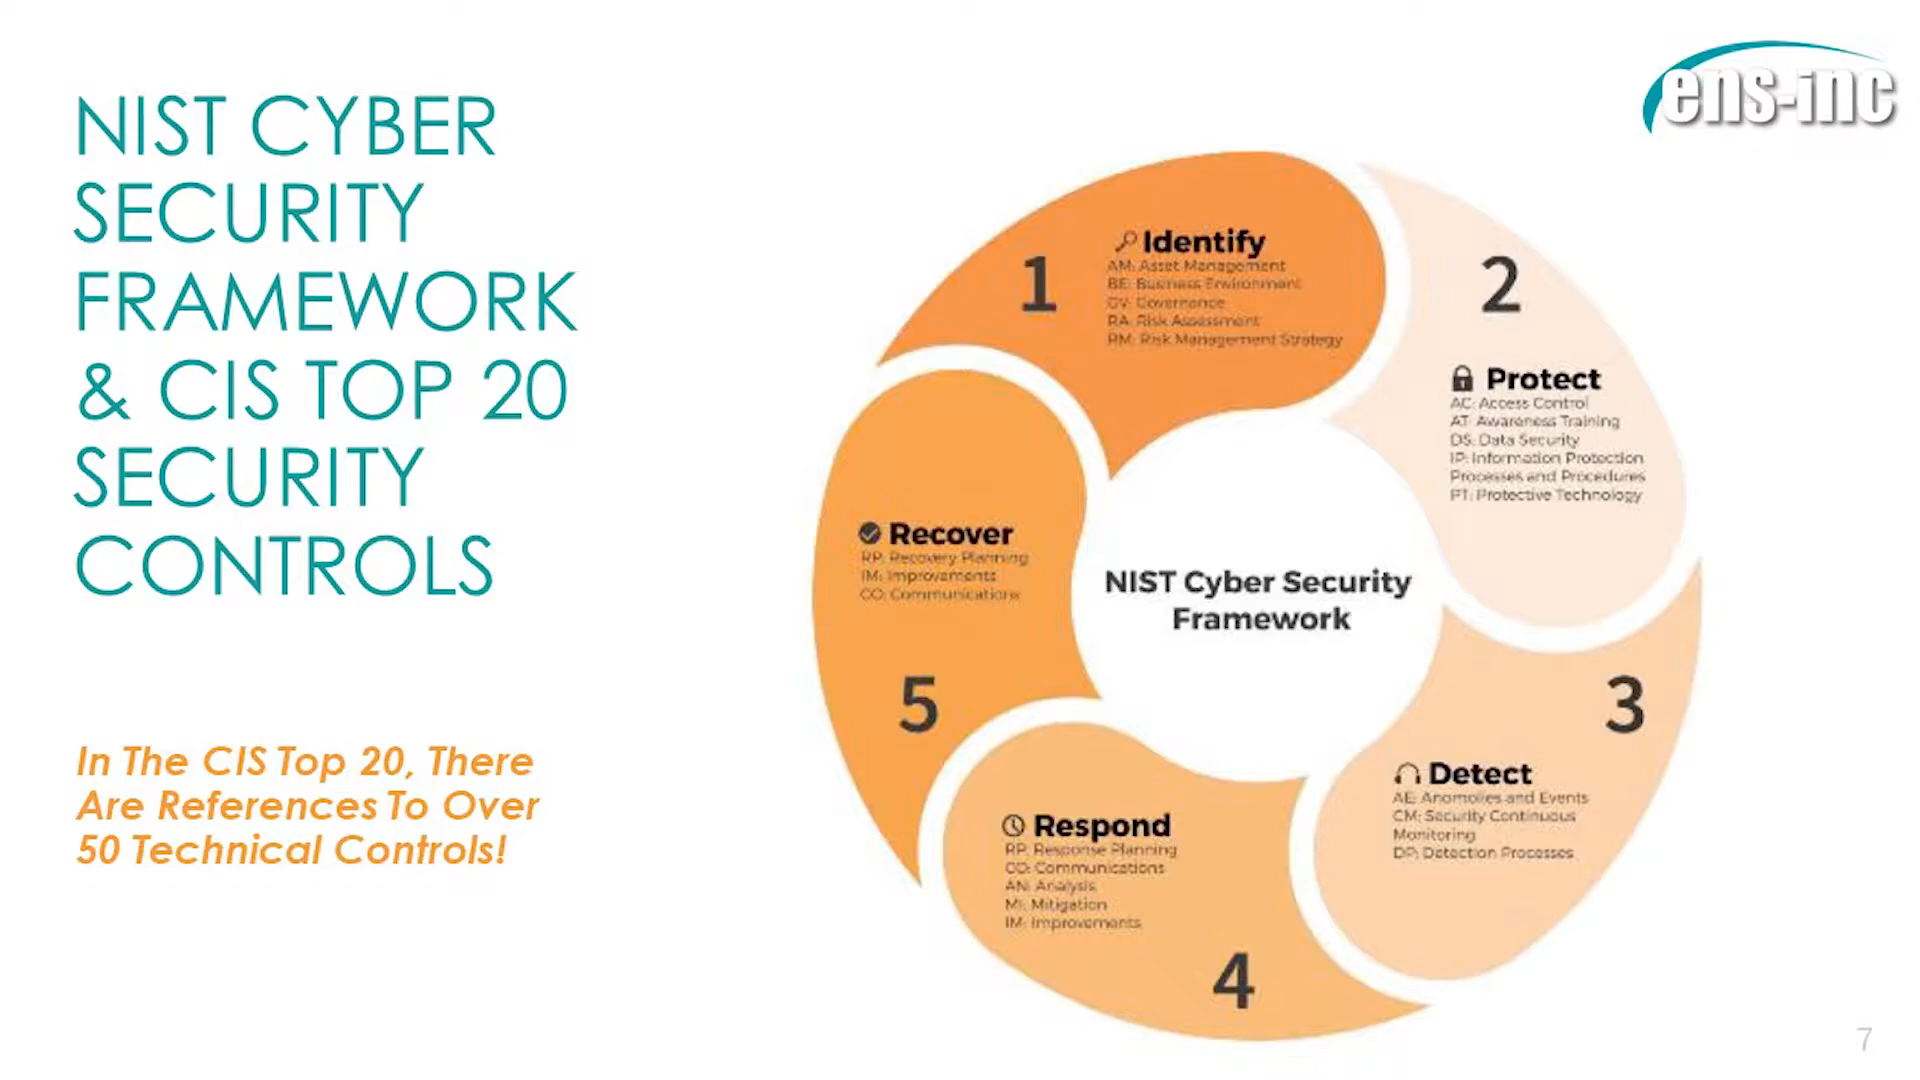 ens-inc
NIST CYBER
SECURITY
FRAMEWORK
& CIS TOP 20
SECURITY
CONTROLS
In The CIS Top 20, There
Are References To Over
50 Technical Controls!
1
Identify
AM: Asset Management
BE: Business Environment
GV: Governance
RA: Risk Assessment
RM: Risk Management Strategy
2
Protect
AC: Access Control
AT: Awareness Training
DS: Data Security
IP: Information Protection
Processes and Procedures
PT: Protective Technology
3
Detect
AE: Anomolies and Events
CM: Security Continuous
Monitoring
DP: Detection Processes
4
Respond
RP: Response Planning
CO: Communications
AN: Analysis
MI: Mitigation
IM: Improvements
5
Recover
RP: Recovery Planning
IM: Improvements
CO: Communications
NIST Cyber Security
Framework
7